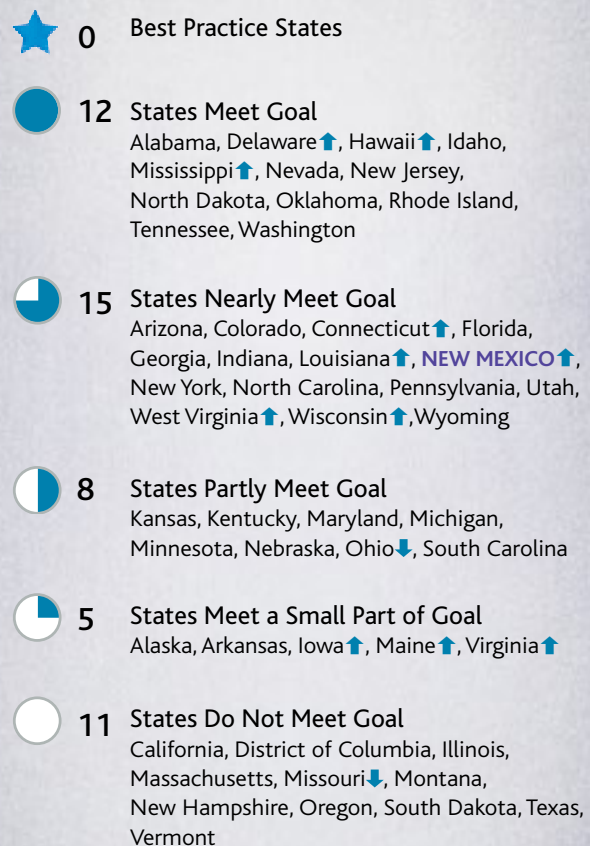 0 Best Practice States
12 States Meet Goal
Alabama, Delaware⬆, Hawaii⬆, Idaho,
Mississippi⬆, Nevada, New Jersey,
North Dakota, Oklahoma, Rhode Island,
Tennessee, Washington
15 States Nearly Meet Goal
Arizona, Colorado, Connecticut⬆, Florida,
Georgia, Indiana, Louisiana⬆, NEW MEXICO⬆,
New York, North Carolina, Pennsylvania, Utah,
West Virginia⬆, Wisconsin⬆,Wyoming
8 States Partly Meet Goal
Kansas, Kentucky, Maryland, Michigan,
Minnesota, Nebraska, Ohio⬇, South Carolina
5 States Meet a Small Part of Goal
Alaska, Arkansas, Iowa⬆, Maine⬆, Virginia⬆
11 States Do Not Meet Goal
California, District of Columbia, Illinois,
Massachusetts, Missouri⬇, Montana,
New Hampshire, Oregon, South Dakota, Texas,
Vermont